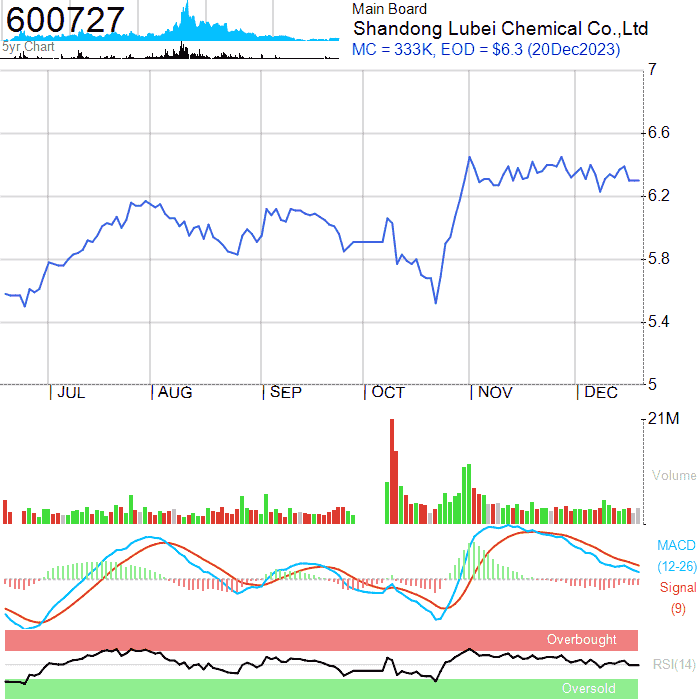 600727
5yr Chart
Main Board
Shandong Lubei Chemical Co.,Ltd
MC = 333K, EOD = $6.3 (20Dec2023)
7
6.6
6.2
5.8
5.4
5
JUL AUG SEP OCT NOV DEC
21M
Volume
MACD
(12-26)
Signal
(9)
Overbought
RSI(14)
Oversold